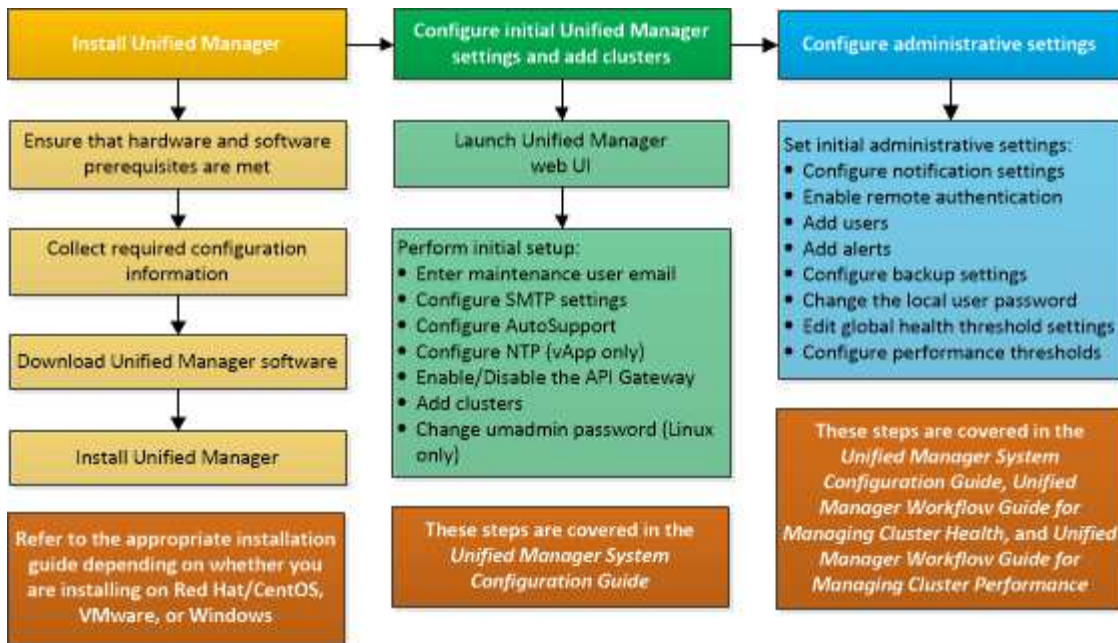 Install Unified Manager
Ensure that hardware and software
prerequisites are met
Collect required configuration
information
Download Unified Manager software
Install Unified Manager
Refer to the appropriate installation
guide depending on whether you
are installing on Red Hat/CentOS,
VMware, or Windows
Configure initial Unified Manager
settings and add clusters
Launch Unified Manager
web UI
Perform initial setup:
• Enter maintenance user email
• Configure SMTP settings
• Configure AutoSupport
• Configure NTP (vApp only)
• Enable/Disable the API Gateway
• Add clusters
• Change umadmin password (Linux
only)
These steps are covered in the
Unified Manager System
Configuration Guide
Configure administrative settings
Set initial administrative settings:
• Configure notification settings
• Enable remote authentication
• Add users
• Add alerts
• Configure backup settings
• Change the local user password
• Edit global health threshold settings
• Configure performance thresholds
These steps are covered in the
Unified Manager System
Configuration Guide, Unified
Manager Workflow Guide for
Managing Cluster Health, and Unified
Manager Workflow Guide for
Managing Cluster Performance